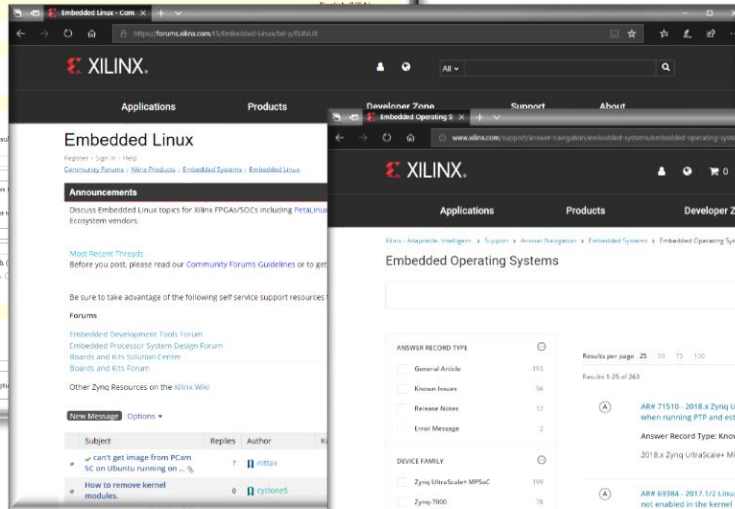 Embedded Linux - Com
https://forums.xilinx.com/t5/Embedded-Linux/bd-p/ELINUX
XILINX.
All
Applications
Products
Developer Zone
Support
About
Embedded Linux
Register · Sign In · Help
Community Forums : Xilinx Products : Embedded Systems : Embedded Linux
Announcements
Discuss Embedded Linux topics for Xilinx FPGAs/SOCs including PetaLinux
Ecosystem vendors.
Most Recent Threads
Before you post, please read our Community Forums Guidelines or to get
Be sure to take advantage of the following self service support resources
Forums
Embedded Development Tools Forum
Embedded Processor System Design Forum
Boards and Kits Solution Center
Boards and Kits Forum
Other Zynq Resources on the Xilinx Wiki
New Message
Options
Subject
Replies
Author
can't get image from PCam
5C on Ubuntu running on ...
7
nittax
How to remove kernel
modules.
0
cyclone5
Embedded Operating S
www.xilinx.com/support/answer-navigation/embedded-systems/embedded-operating-syste
XILINX.
0
Applications
Products
Developer Z
Xilinx - Adaptable. Intelligent > Support > Answer Navigation > Embedded Systems > Embedded Operating Sys
Embedded Operating Systems
ANSWER RECORD TYPE
General Article
193
Known Issues
56
Release Notes
12
Error Message
2
DEVICE FAMILY
Zynq UltraScale+ MPSoC
199
Zynq-7000
76
Results per page 25 50 75 100
Results 1-25 of 263
A
AR# 71510 - 2018.x Zynq U
when running PTP and est
Answer Record Type: Know
2018.x Zynq UltraScale+ M
A
AR# 69384 - 2017.1/2 Linux
not enabled in the kernel